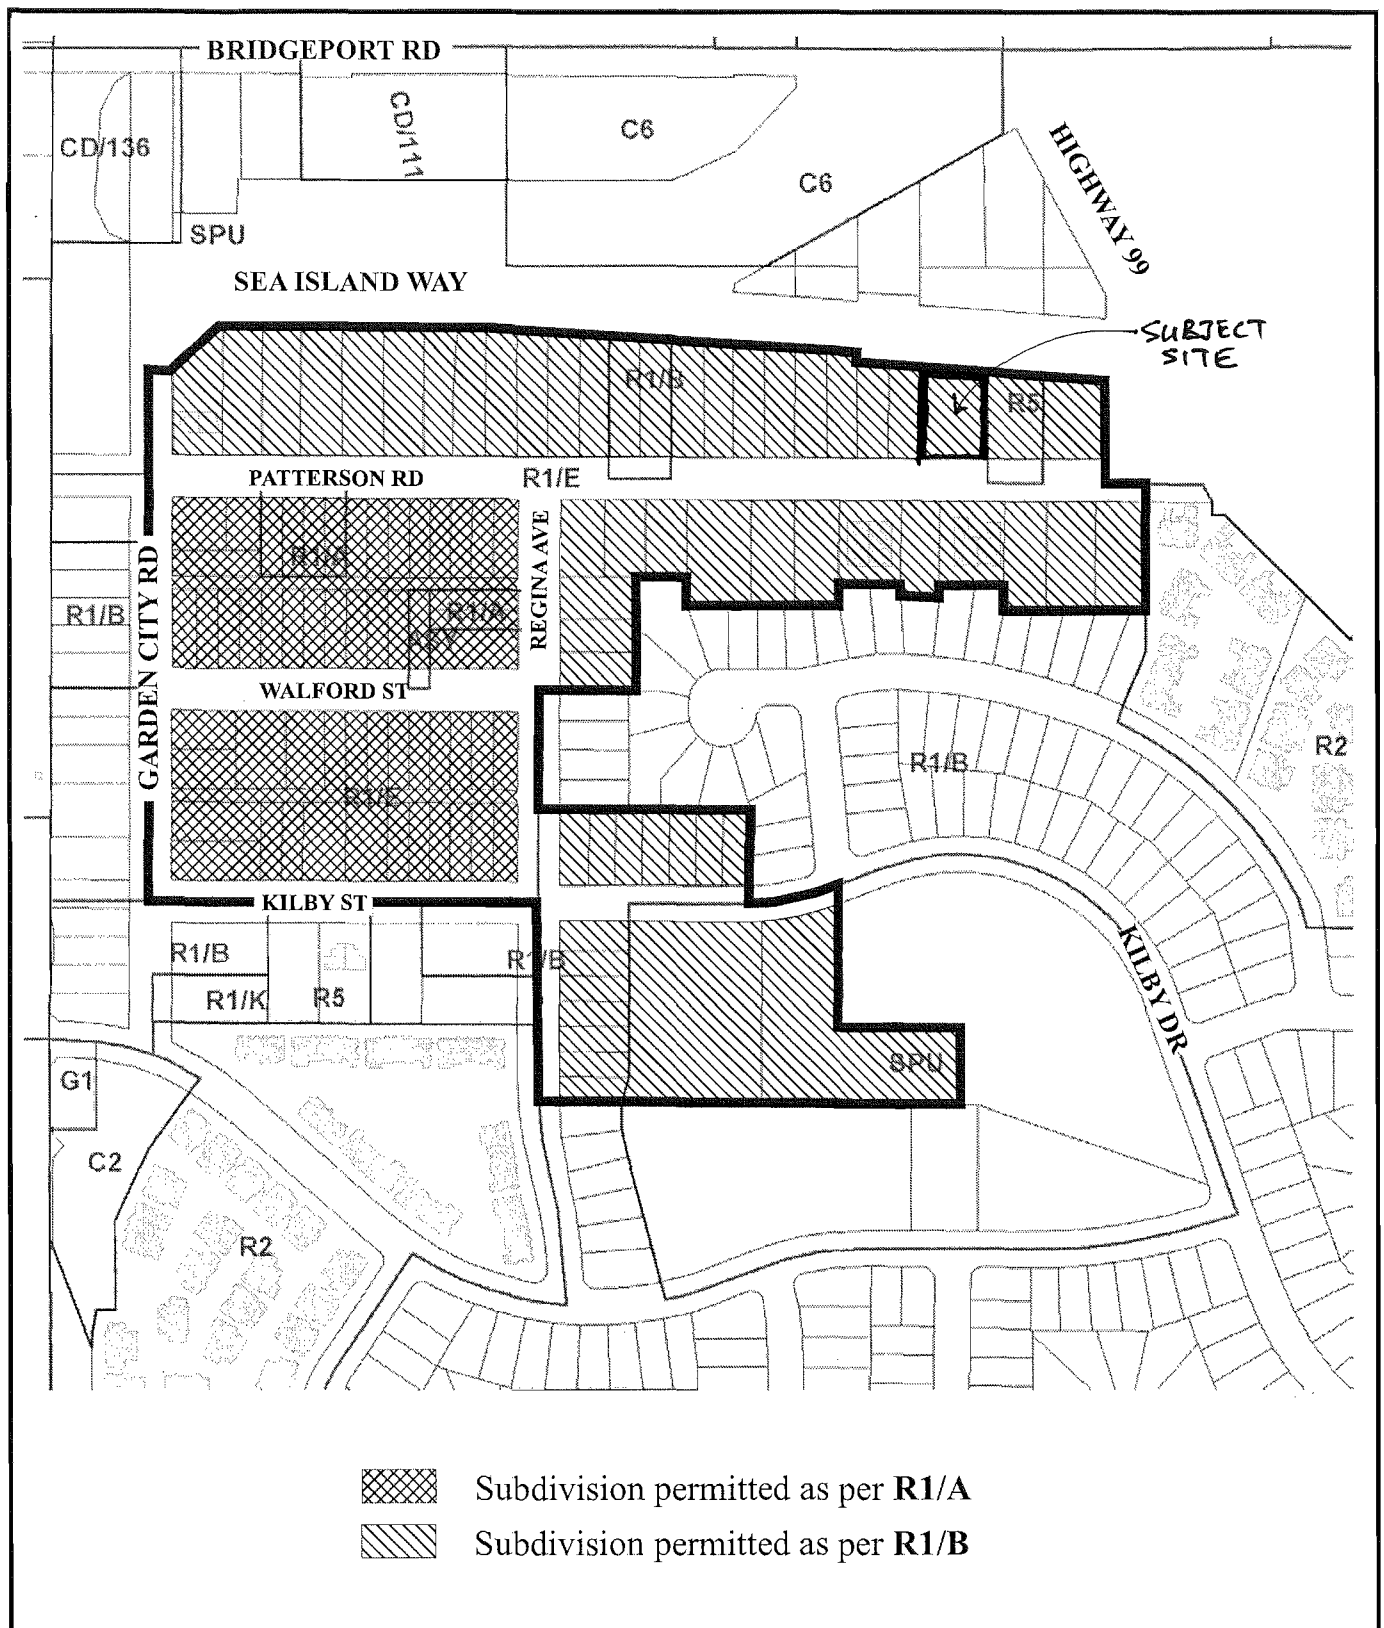 BRIDGEPORT RD
CD/136
CD/111
C6
C6
HIGHWAY 99
SPU
SEA ISLAND WAY
SUBJECT
SITE
R1/B
R5
PATTERSON RD
R1/E
GARDEN CITY RD
REGINA AVE
R1/A
R1/B
R1/A
WALFORD ST
R1/B
R2
R1/E
KILBY ST
KILBY DR
R1/B
R1/B
R1/K
R5
SPU
G1
C2
R2
Subdivision permitted as per R1/A
Subdivision permitted as per R1/B